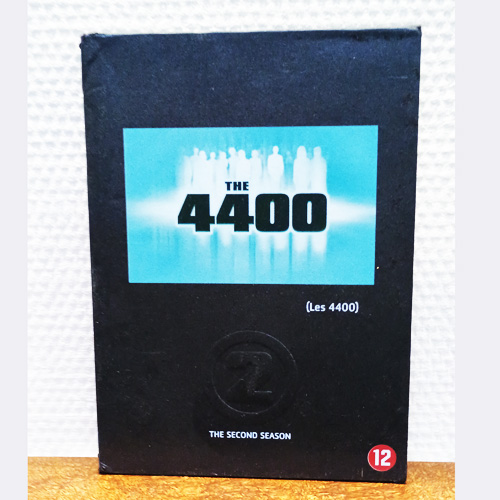 THE
4400
(Les 4400)
2
THE SECOND SEASON
12